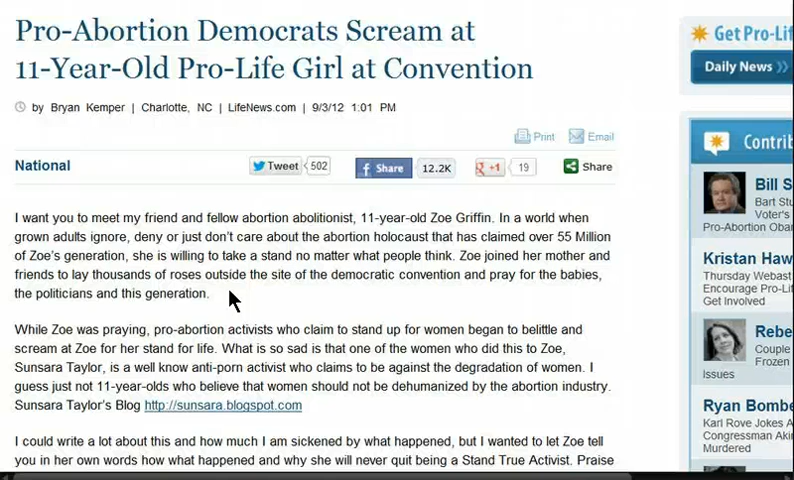 Pro-Abortion Democrats Scream at
11-Year-Old Pro-Life Girl at Convention
by Bryan Kemper | Charlotte, NC | LifeNews.com | 9/3/12 1:01 PM
Print Email
National
Tweet 502
Share 12.2K
+1 19
Share
I want you to meet my friend and fellow abortion abolitionist, 11-year-old Zoe Griffin. In a world when
grown adults ignore, deny or just don't care about the abortion holocaust that has claimed over 55 Million
of Zoe's generation, she is willing to take a stand no matter what people think. Zoe joined her mother and
friends to lay thousands of roses outside the site of the democratic convention and pray for the babies,
the politicians and this generation.
While Zoe was praying, pro-abortion activists who claim to stand up for women began to belittle and
scream at Zoe for her stand for life. What is so sad is that one of the women who did this to Zoe,
Sunsara Taylor, is a well know anti-porn activist who claims to be against the degradation of women. I
guess just not 11-year-olds who believe that women should not be dehumanized by the abortion industry.
Sunsara Taylor's Blog http://sunsara.blogspot.com
I could write a lot about this and how much I am sickened by what happened, but I wanted to let Zoe tell
you in her own words how what happened and why she will never quit being a Stand True Activist. Praise
Get Pro-Lif
Daily News »
Contrib
Bill S
Bart Stu
Voter's
Pro-Abortion Obar
Kristan Haw
Thursday Webast
Encourage Pro-Lif
Get Involved
Rebe
Couple
Frozen
Issues
Ryan Bombe
Karl Rove Jokes A
Congressman Akir
Murdered